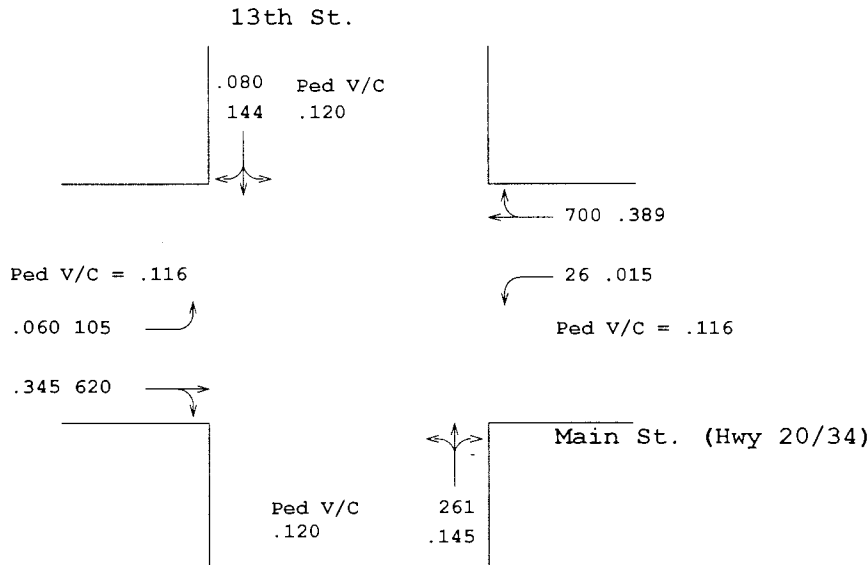 13th St.
.080 Ped V/C
144 .120
700 .389
Ped V/C = .116
26 .015
.060 105
Ped V/C = .116
.345 620
Main St. (Hwy 20/34)
Ped V/C 261
.120 .145